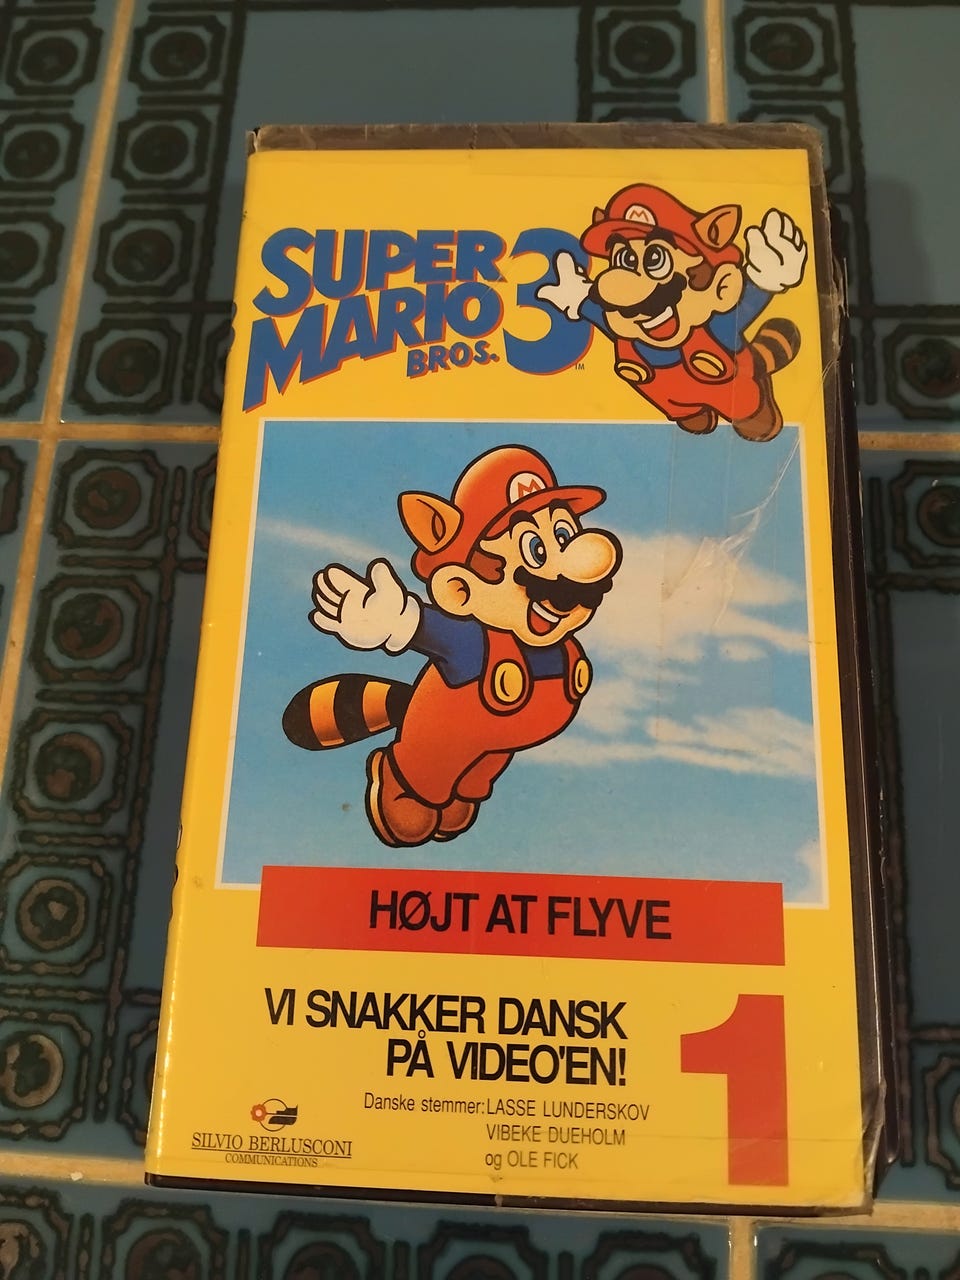 SUPER
MARIO
BROS. 3
TM
M
M
HØJT AT FLYVE
VI SNAKKER DANSK
PÅ VIDEO'EN!
Danske stemmer: LASSE LUNDERSKOV
VIBEKE DUEHOLM
og OLE FICK
1
SILVIO BERLUSCONI
COMMUNICATIONS